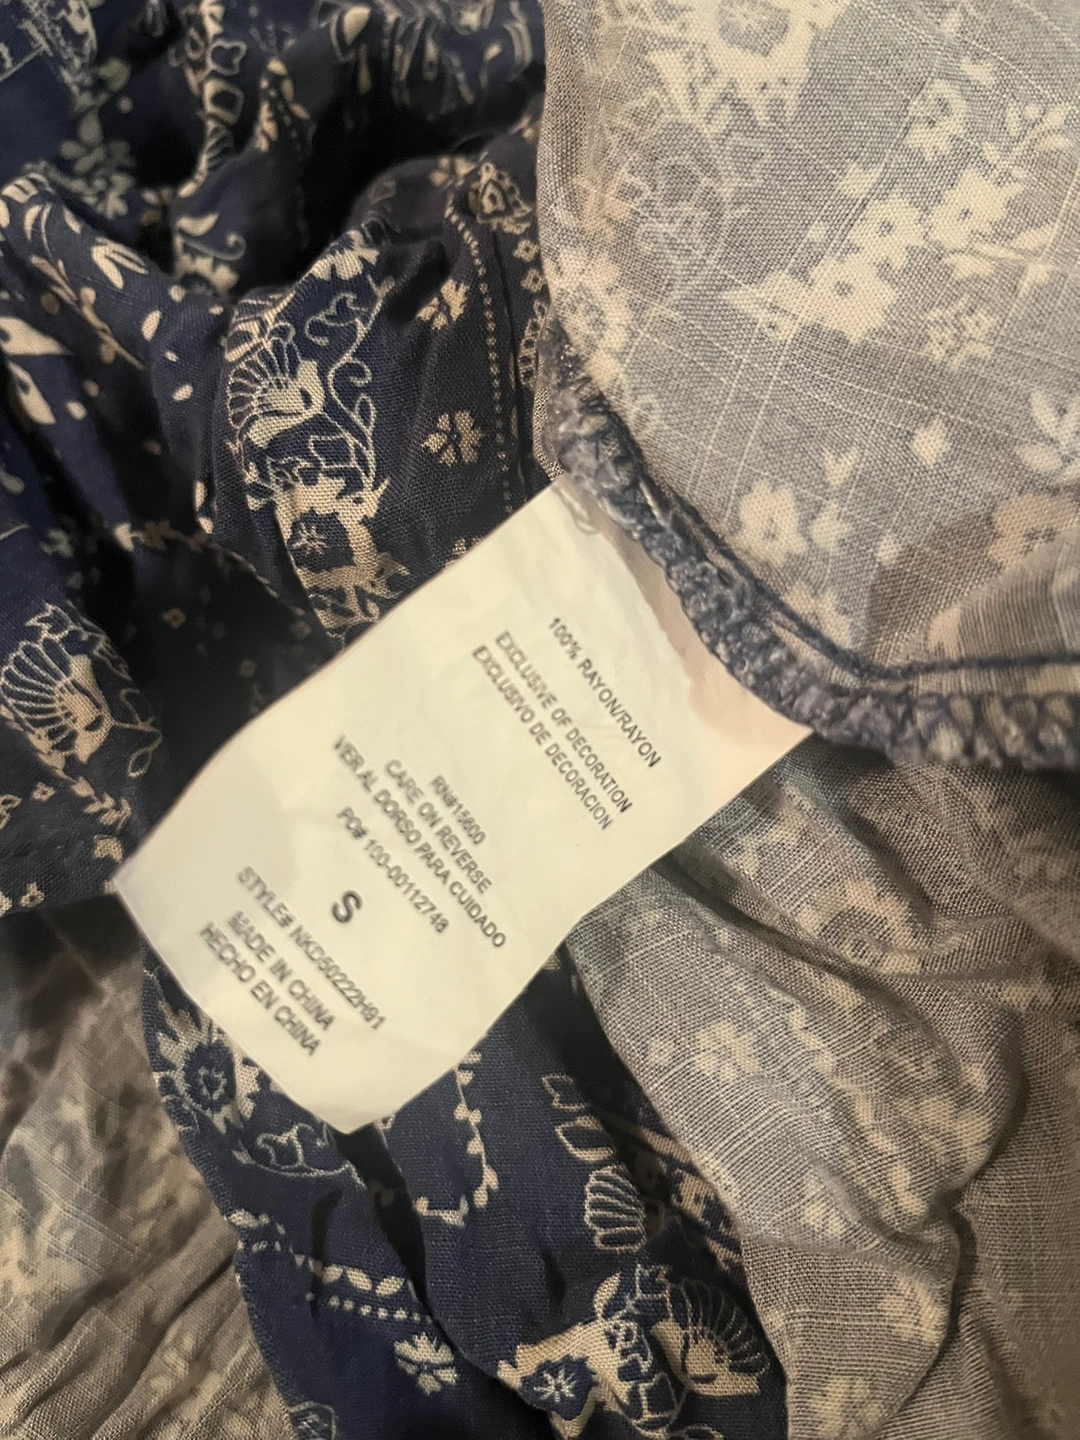 100% RAYON/RAYON
EXCLUSIVE OF DECORATION
EXCLUSIVO DE DECORACION
RN#15600
CARE ON REVERSE
VER AL DORSO PARA CUIDADO
PO# 100-00112748
S
STYLE# NKD50222H91
MADE IN CHINA
HECHO EN CHINA